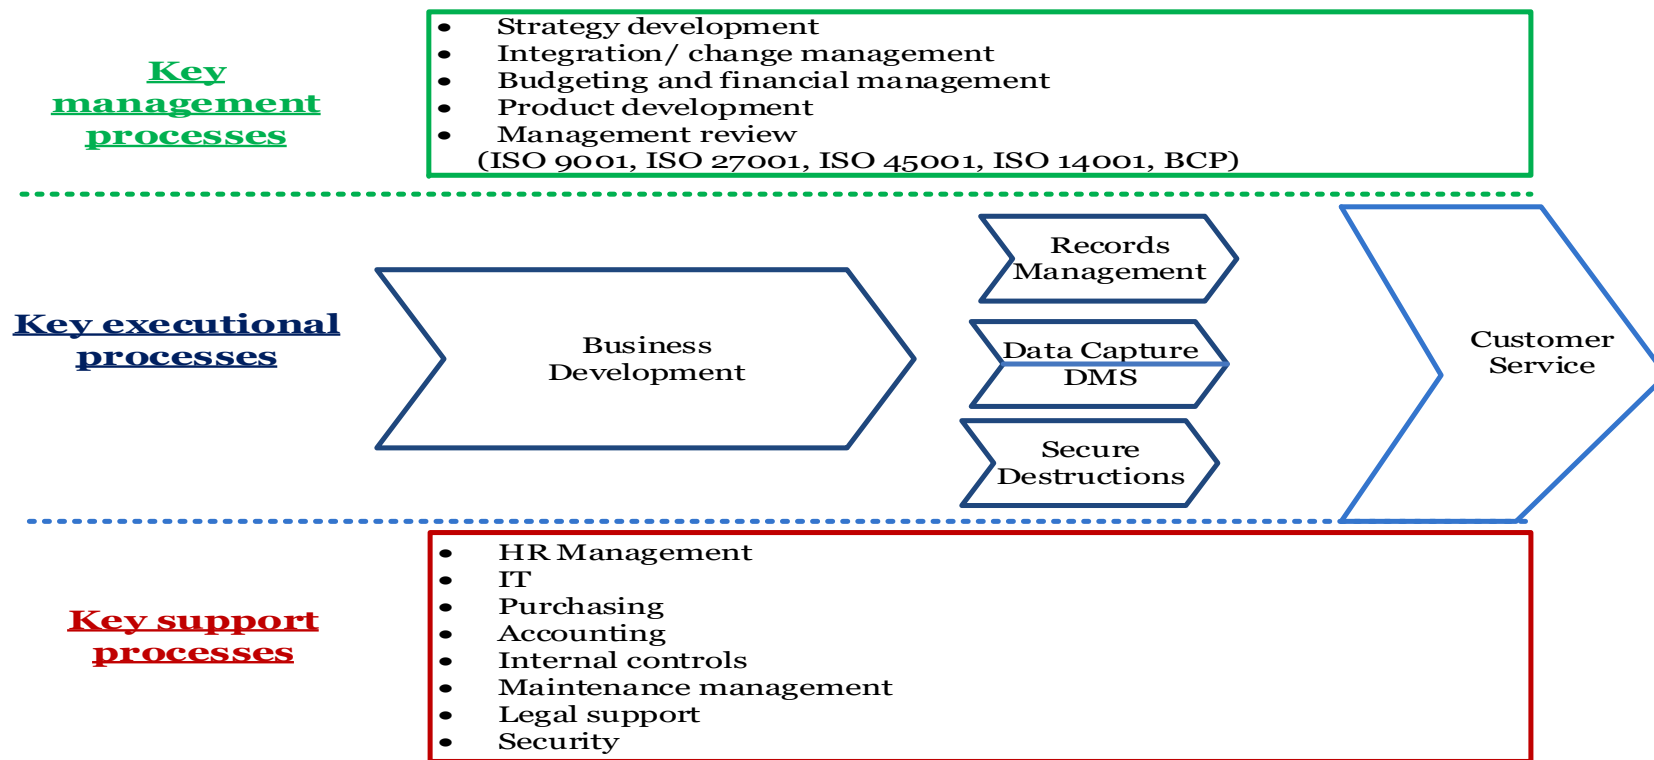 Key
management
processes
• Strategy development
• Integration/ change management
• Budgeting and financial management
• Product development
• Management review
(ISO 9001, ISO 27001, ISO 45001, ISO 14001, BCP)
Key executional
processes
Business
Development
Records
Management
Data Capture
DMS
Secure
Destructions
Customer
Service
Key support
processes
• HR Management
• IT
• Purchasing
• Accounting
• Internal controls
• Maintenance management
• Legal support
• Security